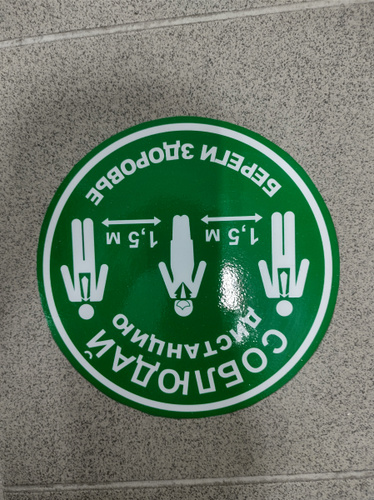 СОБЛЮДАЙ
ДИСТАНЦИЮ
1,5 М
1,5 М
БЕРЕГИ ЗДОРОВЬЕ